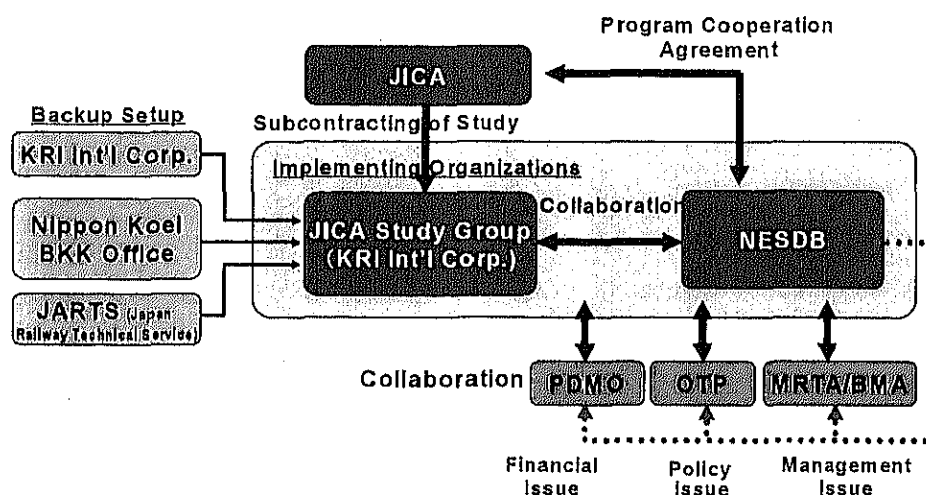 Program Cooperation
Agreement
JICA
Backup Setup
Subcontracting of Study
KRI Int'l Corp.
Implementing Organizations
Nippon Koei
BKK Office
JICA Study Group
(KRI Int'l Corp.)
Collaboration
NESDB
JARTS (Japan
Railway Technical Service)
Collaboration
PDMO
OTP
MRTA/BMA
Financial
Issue
Policy
Issue
Management
Issue